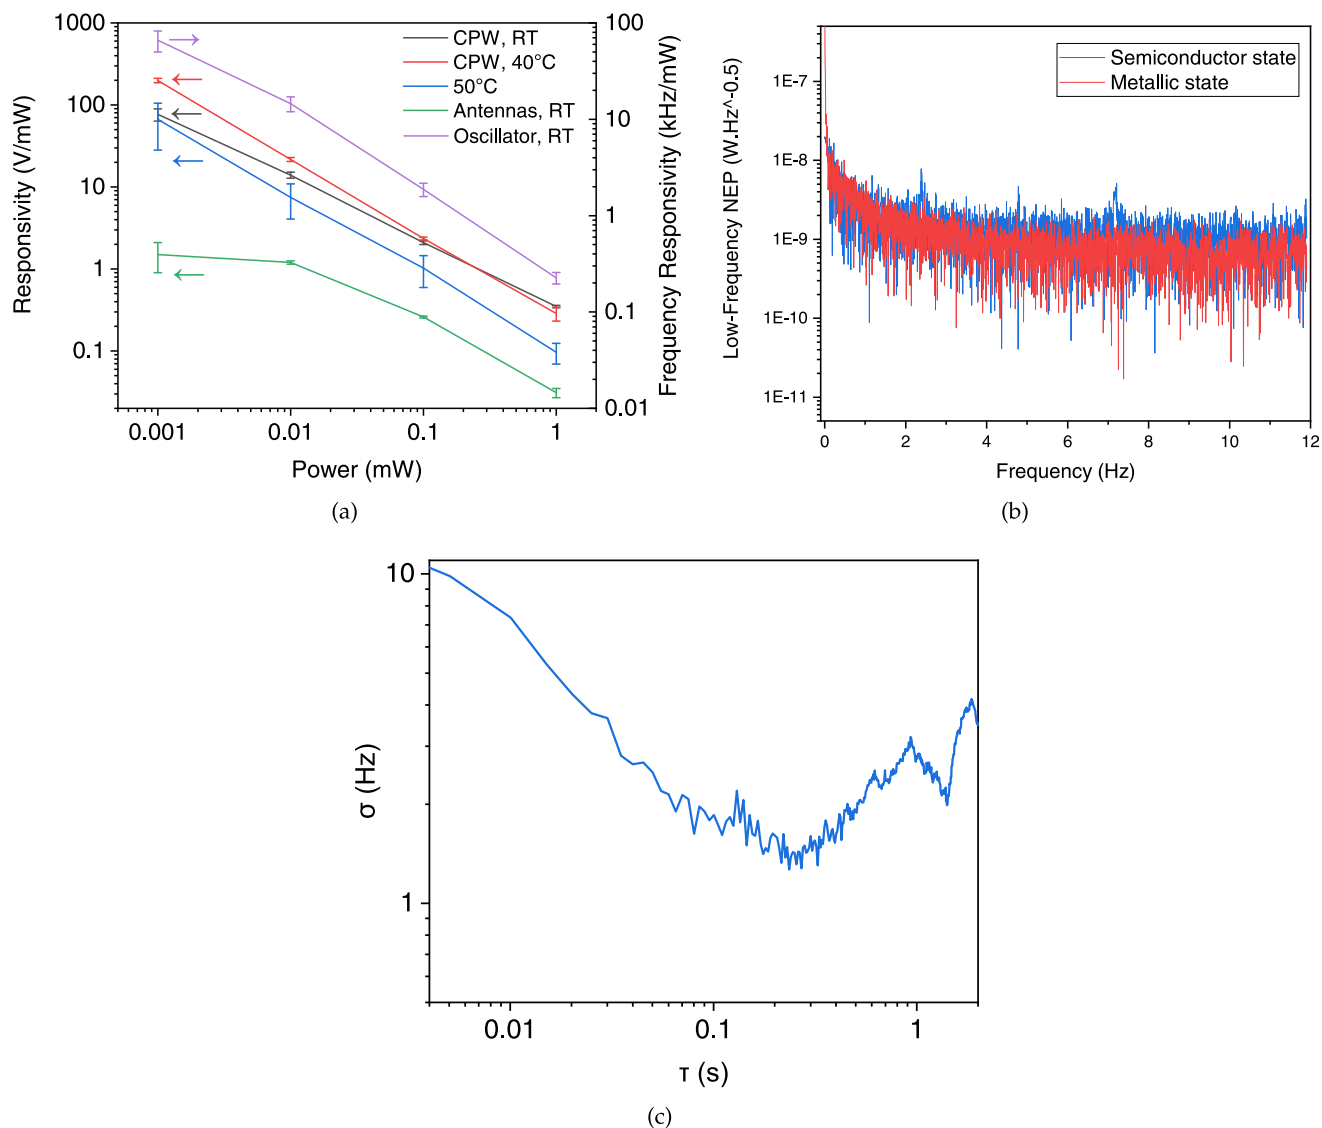 1000
100
10
1
0.1
Responsivity (V/mW)
CPW, RT
CPW, 40°C
50°C
Antennas, RT
Oscillator, RT
100
10
1
0.1
0.01
Frequency Responsivity (kHz/mW)
0.001 0.01 0.1 1
Power (mW)
(a)
Low-Frequency NEP (W.Hz^-0.5)
1E-7
1E-8
1E-9
1E-10
1E-11
Semiconductor state
Metallic state
0 2 4 6 8 10 12
Frequency (Hz)
(b)
σ (Hz)
10
1
0.01 0.1 1
τ (s)
(c)